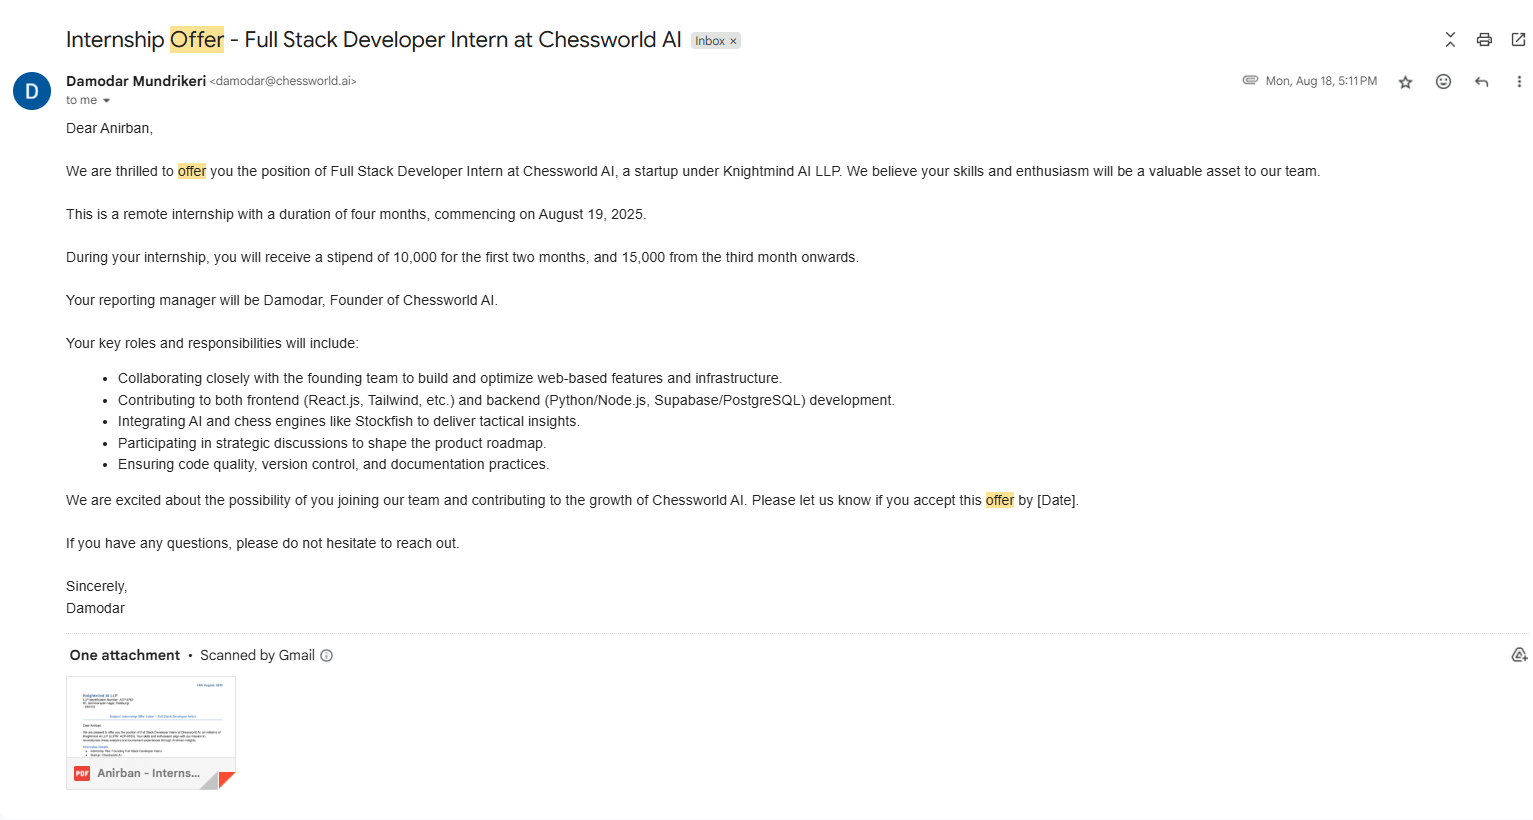 Internship Offer - Full Stack Developer Intern at Chessworld AI Inbox ×
D
Damodar Mundrikeri <damodar@chessworld.ai>
Mon, Aug 18, 5:11 PM
to me
Dear Anirban,
We are thrilled to offer you the position of Full Stack Developer Intern at Chessworld AI, a startup under Knightmind AI LLP. We believe your skills and enthusiasm will be a valuable asset to our team.
This is a remote internship with a duration of four months, commencing on August 19, 2025.
During your internship, you will receive a stipend of 10,000 for the first two months, and 15,000 from the third month onwards.
Your reporting manager will be Damodar, Founder of Chessworld AI.
Your key roles and responsibilities will include:
• Collaborating closely with the founding team to build and optimize web-based features and infrastructure.
• Contributing to both frontend (React.js, Tailwind, etc.) and backend (Python/Node.js, Supabase/PostgreSQL) development.
• Integrating AI and chess engines like Stockfish to deliver tactical insights.
• Participating in strategic discussions to shape the product roadmap.
• Ensuring code quality, version control, and documentation practices.
We are excited about the possibility of you joining our team and contributing to the growth of Chessworld AI. Please let us know if you accept this offer by [Date].
If you have any questions, please do not hesitate to reach out.
Sincerely,
Damodar
One attachment • Scanned by Gmail
Knightmind AI LLP
Dear Anirban,
PDF Anirban - Interns...